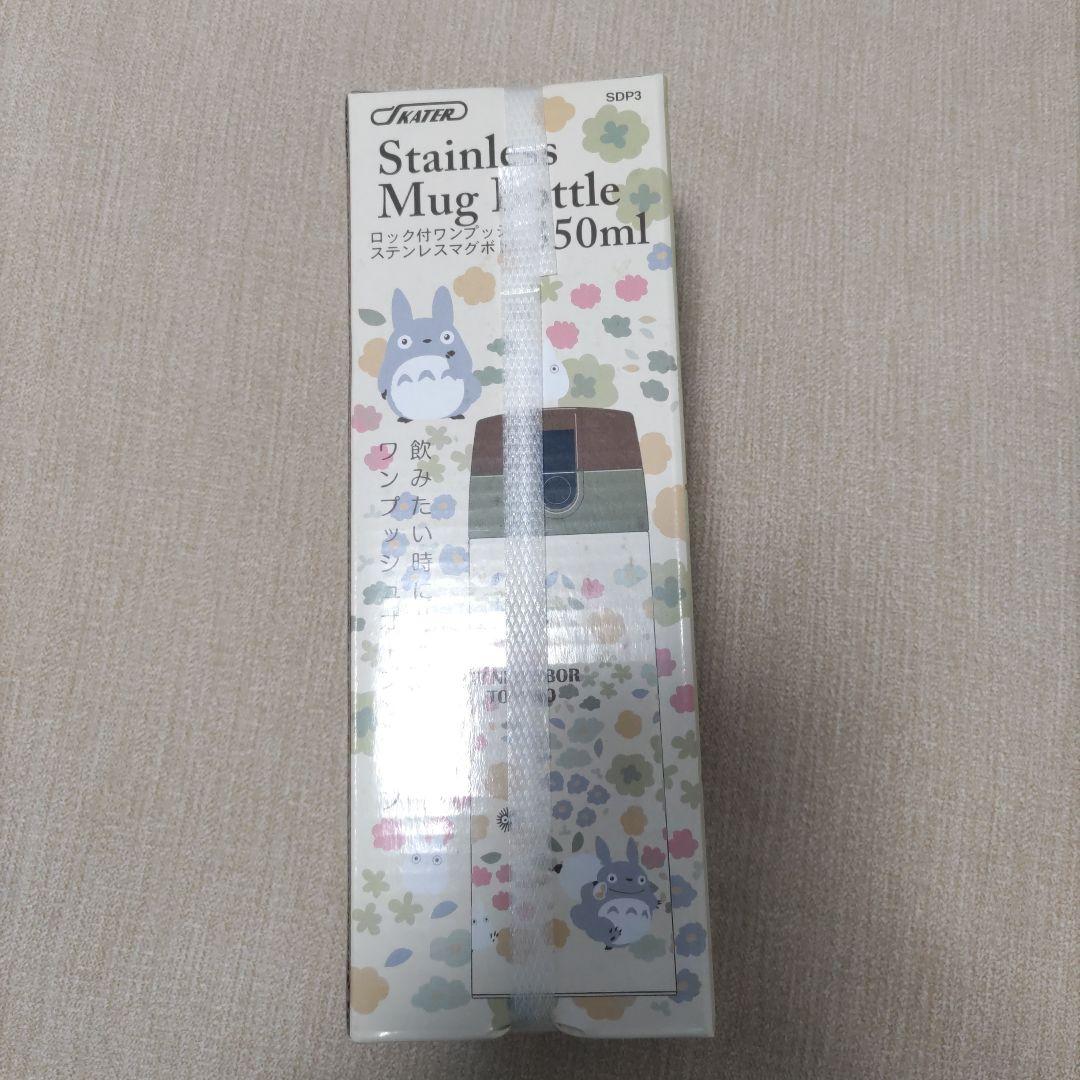 SKATER
SDP3
Stainless
Mug Bottle
ロック付ワンプッシ
ステンレスマグボ
50ml
飲みたい時に
ワンプッシュオ